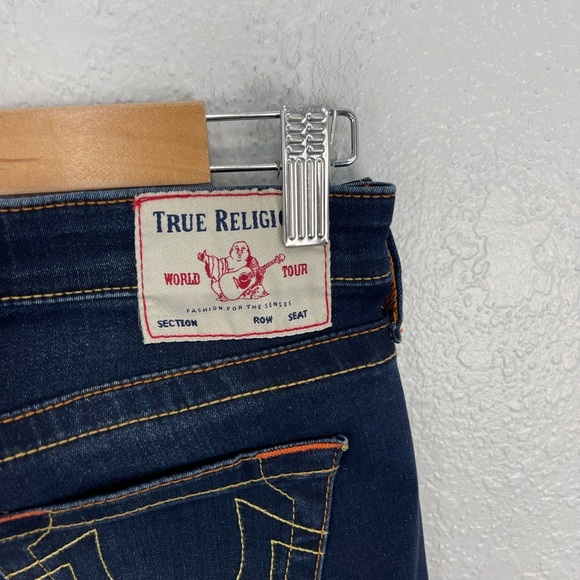 TRUE RELIGIO
WORLD TOUR
FASHION FOR THE SENSES
SECTION ROW SEAT